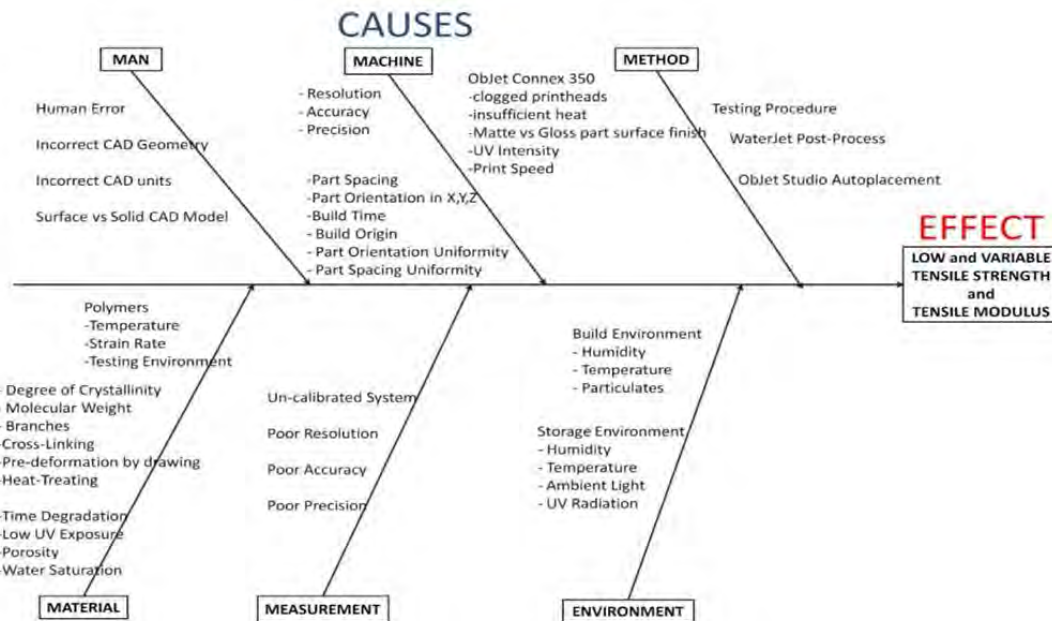 CAUSES
MAN
Human Error
Incorrect CAD Geometry
Incorrect CAD units
Surface vs Solid CAD Model
MACHINE
- Resolution
- Accuracy
- Precision
-Part Spacing
-Part Orientation in X,Y,Z
-Build Time
- Build Origin
- Part Orientation Uniformity
- Part Spacing Uniformity
ObJet Connex 350
-clogged printheads
-insufficient heat
-Matte vs Gloss part surface finish
-UV Intensity
-Print Speed
METHOD
Testing Procedure
WaterJet Post-Process
ObJet Studio Autoplacement
EFFECT
LOW and VARIABLE
TENSILE STRENGTH
and
TENSILE MODULUS
Polymers
-Temperature
-Strain Rate
-Testing Environment
- Degree of Crystallinity
- Molecular Weight
- Branches
-Cross-Linking
-Pre-deformation by drawing
-Heat-Treating
-Time Degradation
-Low UV Exposure
-Porosity
-Water Saturation
MATERIAL
Un-calibrated System
Poor Resolution
Poor Accuracy
Poor Precision
MEASUREMENT
Build Environment
- Humidity
- Temperature
- Particulates
Storage Environment
- Humidity
- Temperature
- Ambient Light
- UV Radiation
ENVIRONMENT